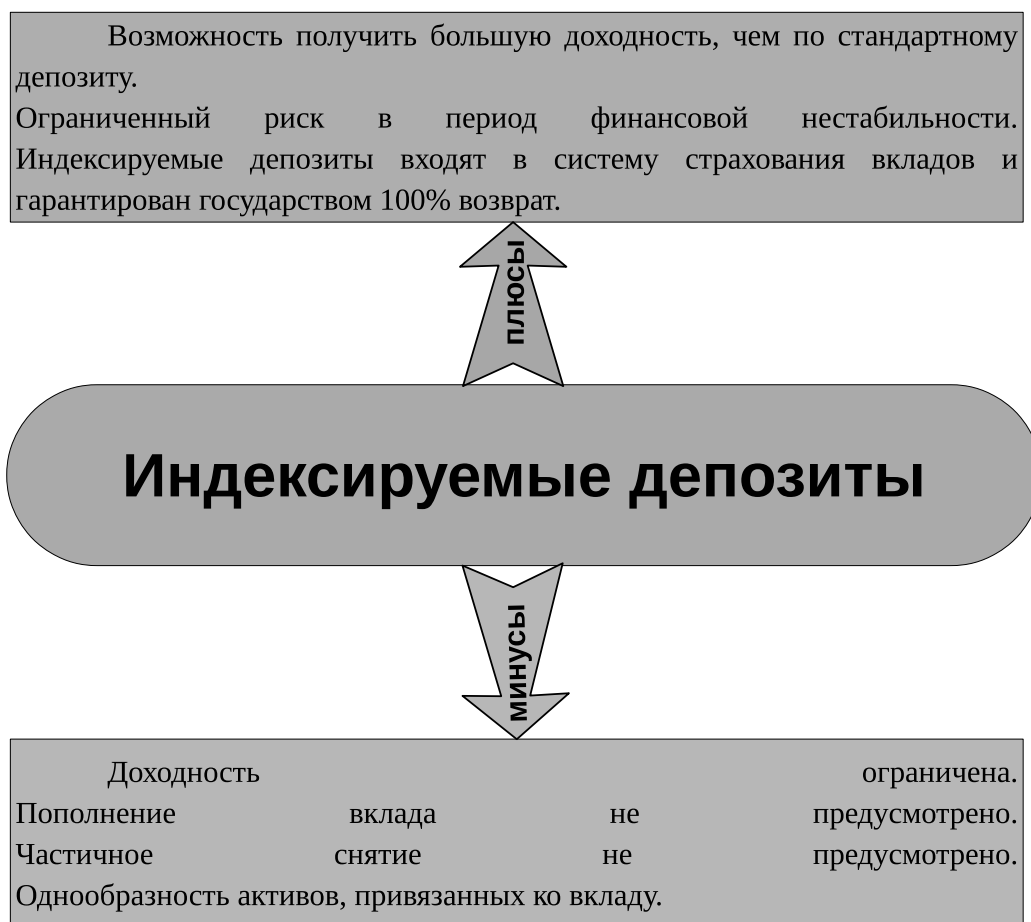 Возможность получить большую доходность, чем по стандартному
депозиту.
Ограниченный риск в период финансовой нестабильности.
Индексируемые депозиты входят в систему страхования вкладов и
гарантирован государством 100% возврат.
плюсы
Индексируемые депозиты
минусы
Доходность ограничена.
Пополнение вклада не предусмотрено.
Частичное снятие не предусмотрено.
Однообразность активов, привязанных ко вкладу.